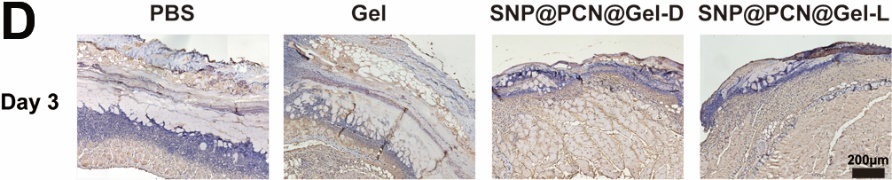 D
PBS Gel SNP@PCN@Gel-D SNP@PCN@Gel-L
Day 3
200μm